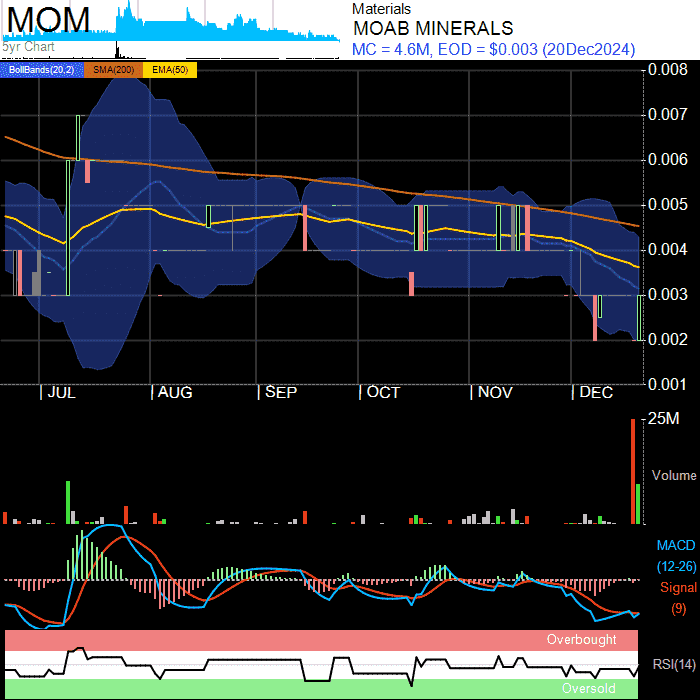 MOM
5yr Chart
Materials
MOAB MINERALS
MC = 4.6M, EOD = $0.003 (20Dec2024)
BollBands(20,2) SMA(200) EMA(50)
0.008
0.007
0.006
0.005
0.004
0.003
0.002
0.001
JUL AUG SEP OCT NOV DEC
25M
Volume
MACD
(12-26)
Signal
(9)
Overbought
RSI(14)
Oversold